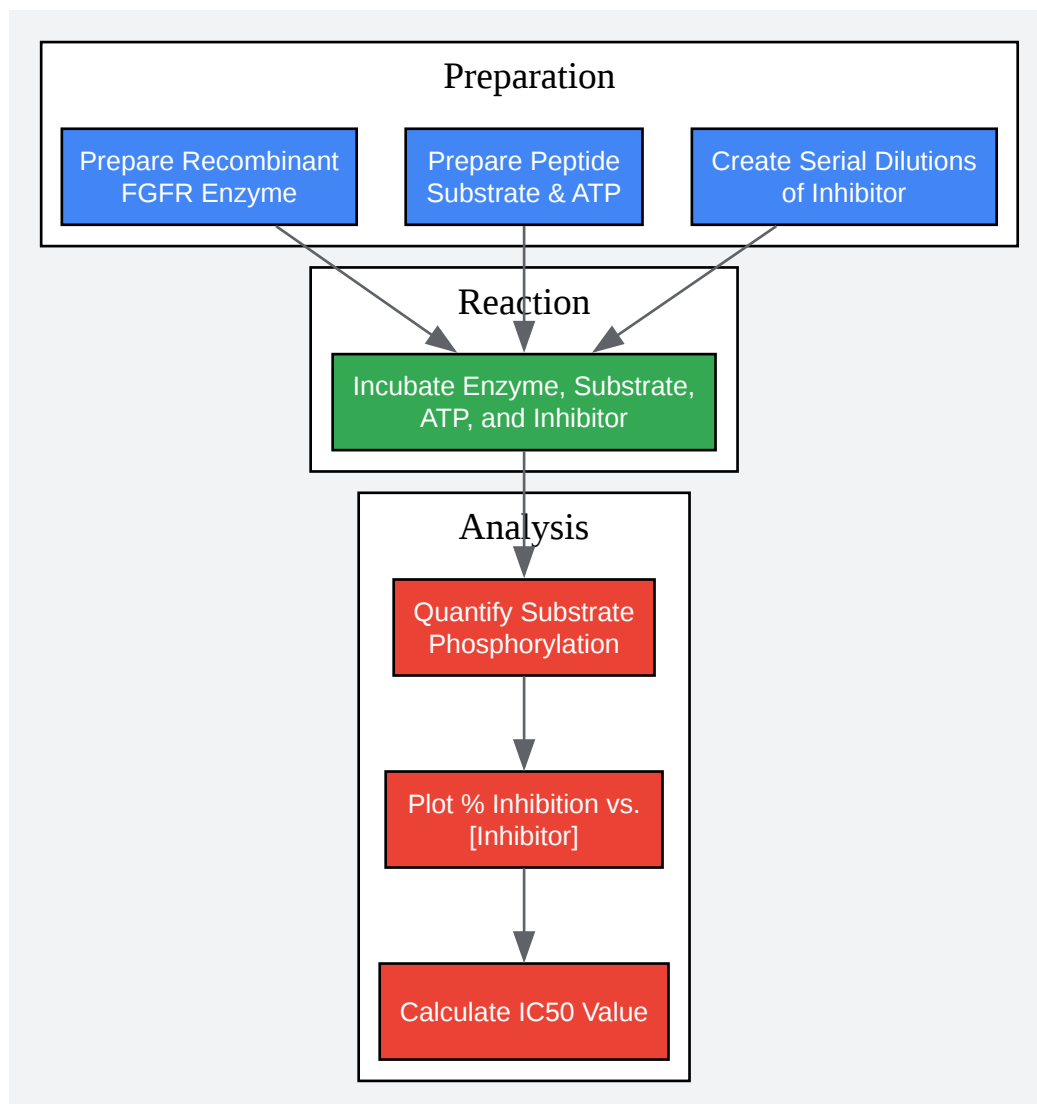 Preparation
Prepare Recombinant
FGFR Enzyme
Prepare Peptide
Substrate & ATP
Create Serial Dilutions
of Inhibitor
Reaction
Incubate Enzyme, Substrate,
ATP, and Inhibitor
Analysis
Quantify Substrate
Phosphorylation
Plot % Inhibition vs.
[Inhibitor]
Calculate IC50 Value